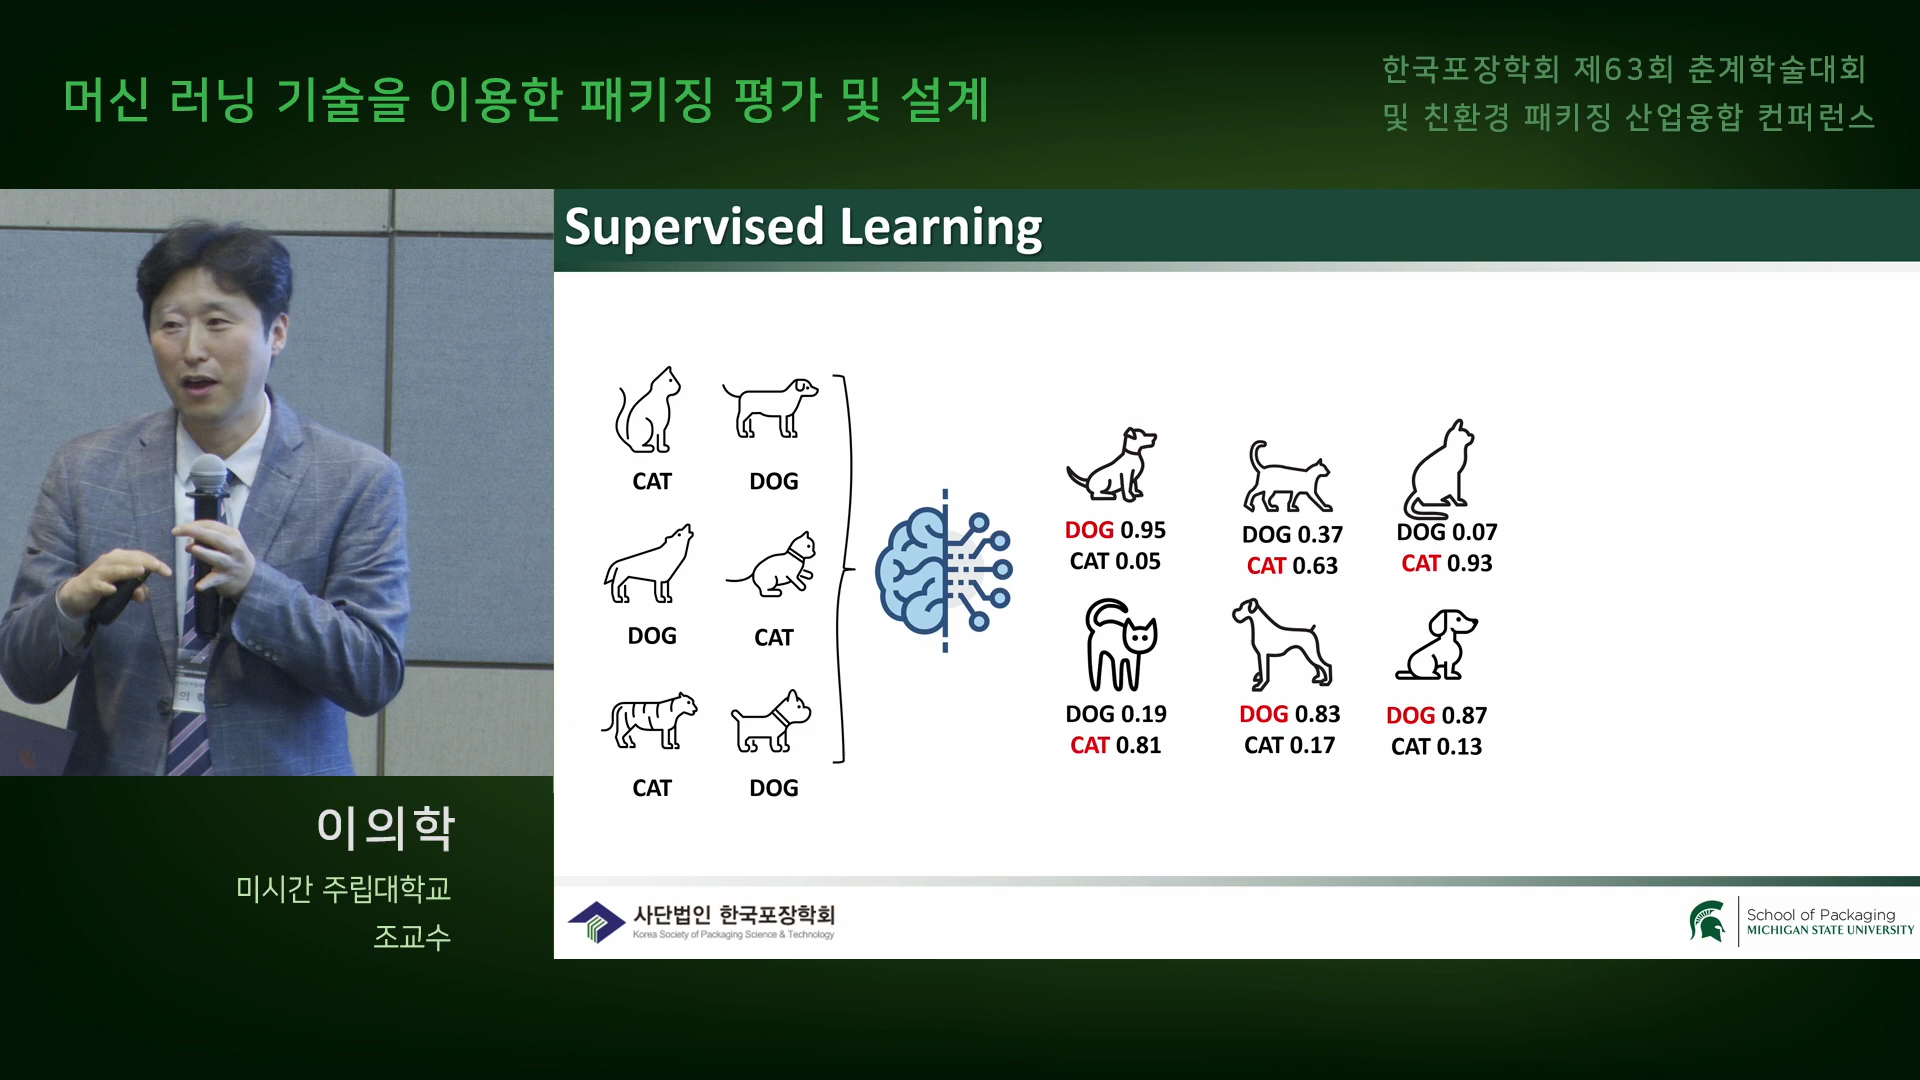 머신 러닝 기술을 이용한 패키징 평가 및 설계
한국포장학회 제63회 춘계학술대회
및 친환경 패키징 산업융합 컨퍼런스
Supervised Learning
CAT
DOG
DOG
CAT
CAT
DOG
DOG 0.95
CAT 0.05
DOG 0.37
CAT 0.63
DOG 0.07
CAT 0.93
DOG 0.19
CAT 0.81
DOG 0.83
CAT 0.17
DOG 0.87
CAT 0.13
이의학
미시간 주립대학교
조교수
사단법인 한국포장학회
Korea Society of Packaging Science & Technology
School of Packaging
MICHIGAN STATE UNIVERSITY